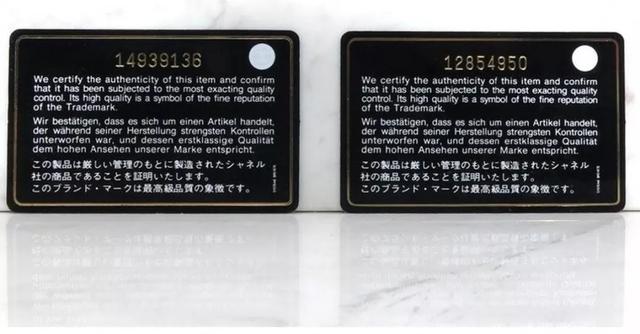 14939136
We certify the authenticity of this item and confirm
that it has been subjected to the most exacting quality
control. Its high quality is a symbol of the fine reputation
of the Trademark.
Wir bestätigen, dass es sich um einen Artikel handelt,
der während seiner Herstellung strengsten Kontrollen
unterworfen war, und dessen erstklassige Qualität
dem hohen Ansehen unserer Marke entspricht.
この製品は厳しい管理のもとに製造されたシャネル
社の商品であることを証明いたします。
このブランド・マークは最高級品質の象徴です。
12854950
We certify the authenticity of this item and confirm
that it has been subjected to the most exacting quality
control. Its high quality is a symbol of the fine reputation
of the Trademark.
Wir bestätigen, dass es sich um einen Artikel handelt,
der während seiner Herstellung strengsten Kontrollen
unterworfen war, und dessen erstklassige Qualität
dem hohen Ansehen unserer Marke entspricht.
この製品は厳しい管理のもとに製造されたシャネル
社の商品であることを証明いたします。
このブランド・マークは最高級品質の象徴です。